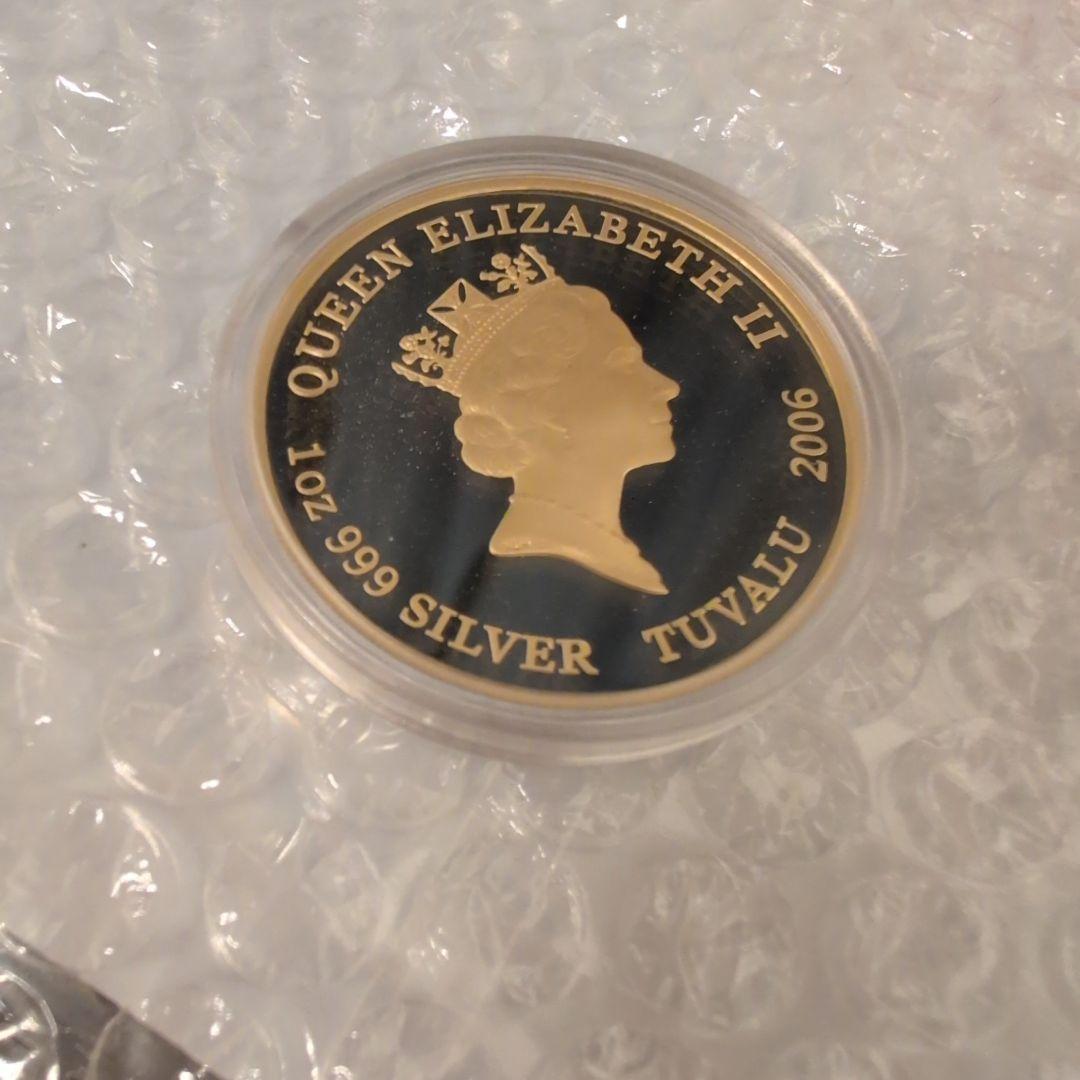 QUEEN ELIZABETH II
1OZ 999 SILVER
TUVALU 2006